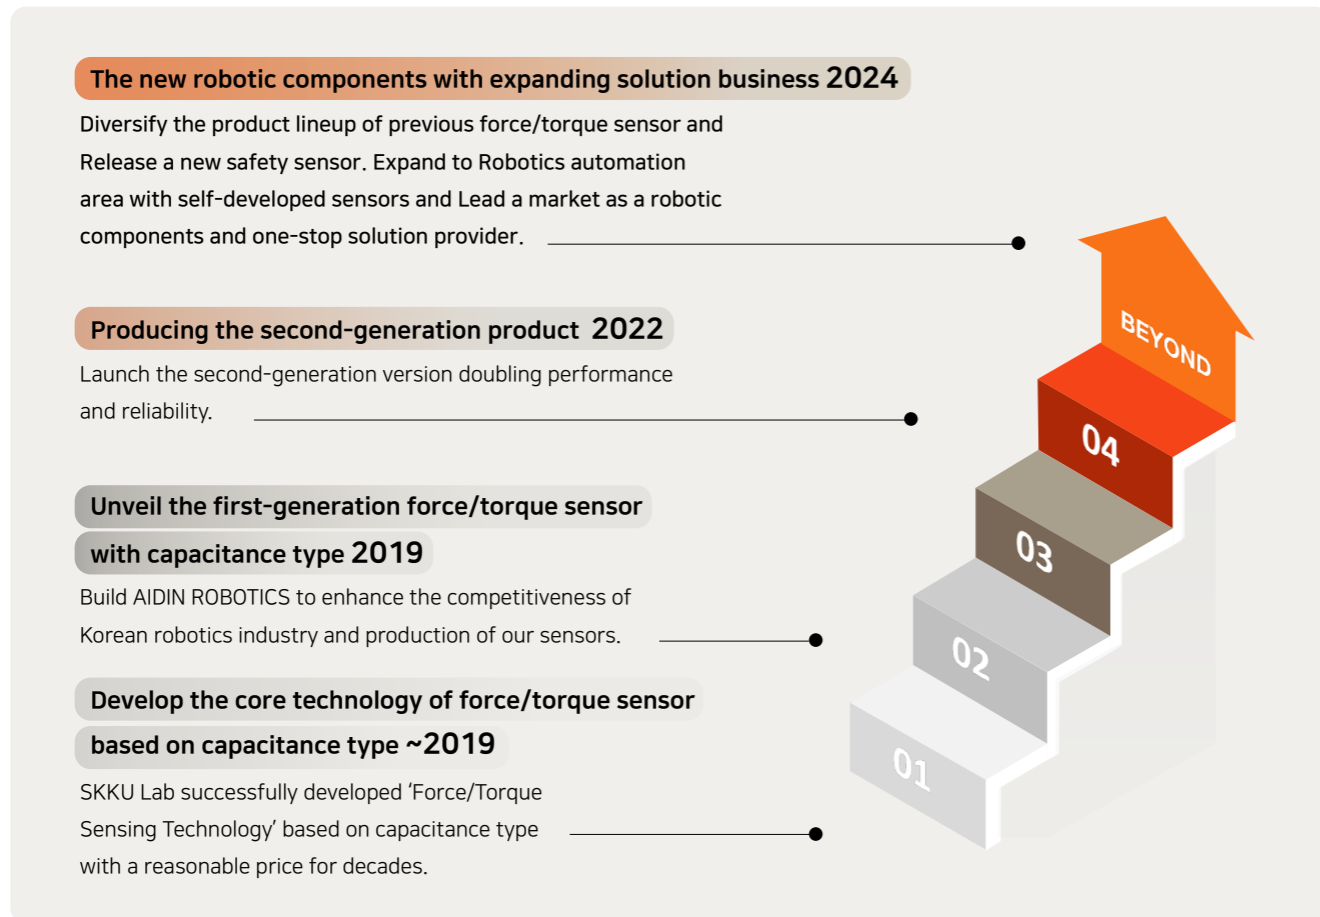 The new robotic components with expanding solution business 2024
Diversify the product lineup of previous force/torque sensor and
Release a new safety sensor. Expand to Robotics automation
area with self-developed sensors and Lead a market as a robotic
components and one-stop solution provider.
Producing the second-generation product 2022
Launch the second-generation version doubling performance
and reliability.
Unveil the first-generation force/torque sensor
with capacitance type 2019
Build AIDIN ROBOTICS to enhance the competitiveness of
Korean robotics industry and production of our sensors.
Develop the core technology of force/torque sensor
based on capacitance type ~2019
SKKU Lab successfully developed ‘Force/Torque
Sensing Technology’ based on capacitance type
with a reasonable price for decades.
BEYOND
04
03
02
01